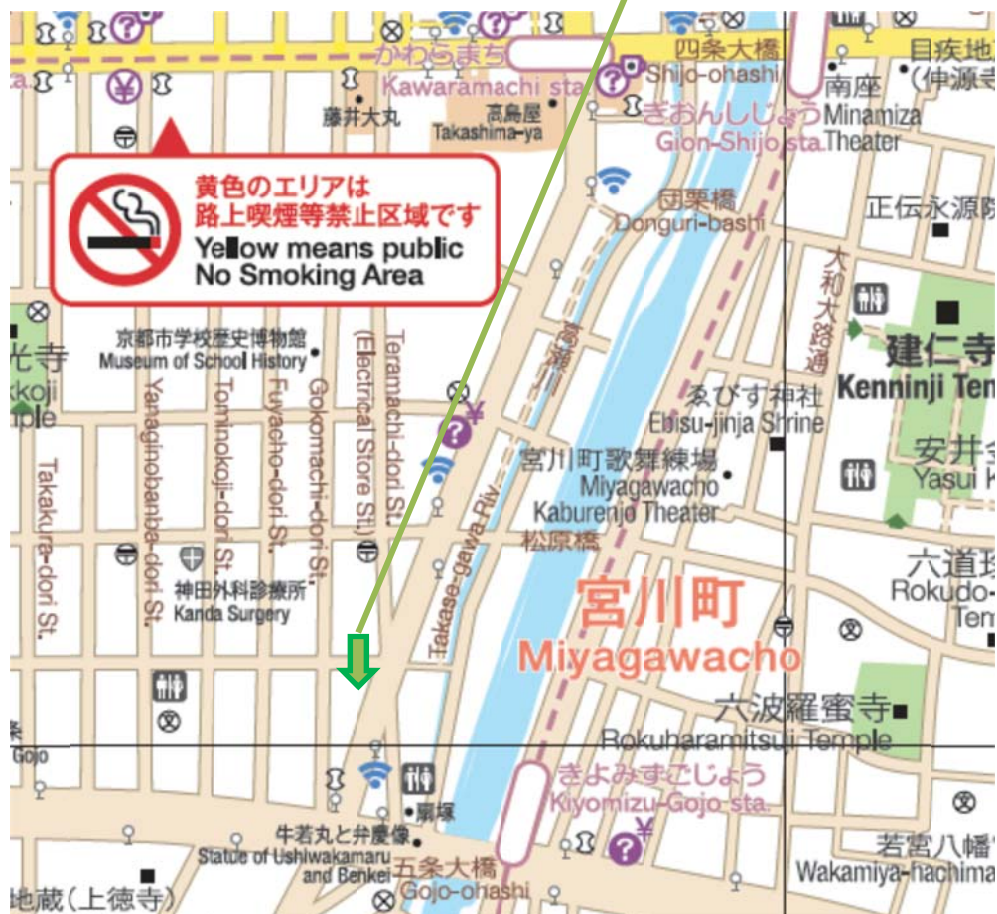 かわらまち
Kawaramachi sta.
四条大橋
Shijo-ohashi
目疾地
(仲源寺
藤井大丸
高島屋
Takashima-ya
ぎおんしじょう
Gion-Shijo sta.
南座
Minamiza
Theater
黄色のエリアは
路上喫煙等禁止区域です
Yellow means public
No Smoking Area
団栗橋
Donguri-bashi
正伝永源院
大和大路通
京都市学校歴史博物館
Museum of School History
光寺
kkoji
ple
建仁寺
Kenninji Tem
高瀬川
ゑびす神社
Ebisu-jinja Shrine
Takakura-dori St.
Yanaginobanba-dori St.
Tominokoji-dori St.
Fuyacho-dori St.
Gokomachi-dori St.
(Electrical Store St.)
Teramachi-dori St.
宮川町歌舞練場
Miyagawacho
Kaburenjo Theater
安井金
Yasui K
松原橋
Takase-gawa Riv.
神田外科診療所
Kanda Surgery
六道珍
Rokudo-
Tem
宮川町
Miyagawacho
六波羅蜜寺
Rokuharamitsuji Temple
Gojo
きよみずごじょう
Kiyomizu-Gojo sta.
扇塚
牛若丸と弁慶像
Statue of Ushiwakamaru
and Benkei
五条大橋
Gojo-ohashi
若宮八幡
Wakamiya-hachima
地蔵(上徳寺)